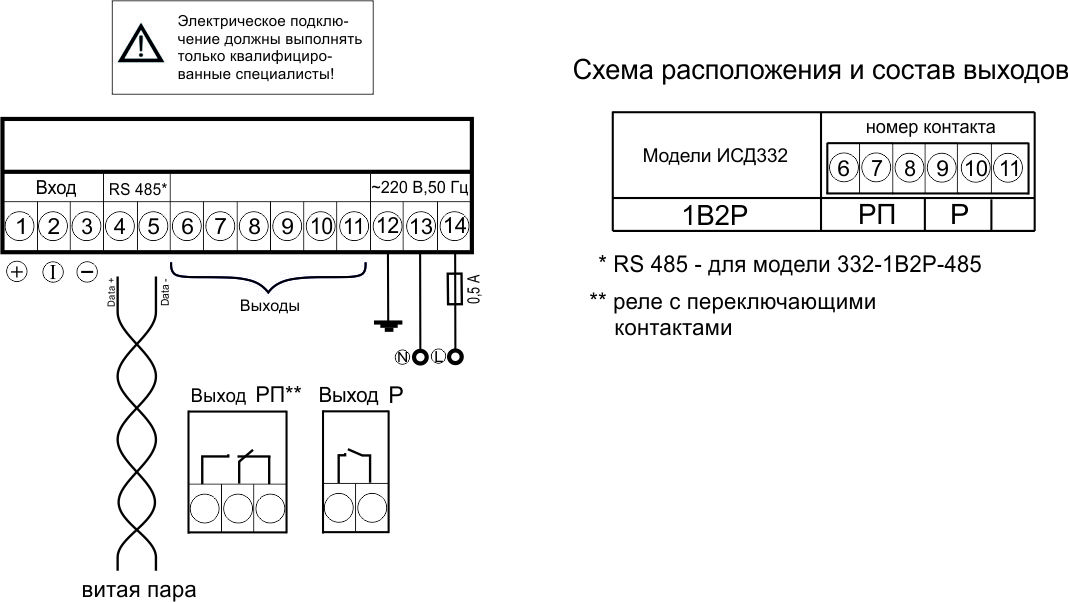 Электрическое подклю-
чение должны выполнять
только квалифициро-
ванные специалисты!
Схема расположения и состав выходов
Модели ИСД332
номер контакта
6 7 8 9 10 11
1В2Р РП Р
* RS 485 - для модели 332-1В2Р-485
** реле с переключающими
контактами
Вход RS 485* ~220 В,50 Гц
1 2 3 4 5 6 7 8 9 10 11 12 13 14
+ I −
Data +
Data -
Выходы
0,5 А
N L
Выход РП** Выход Р
витая пара